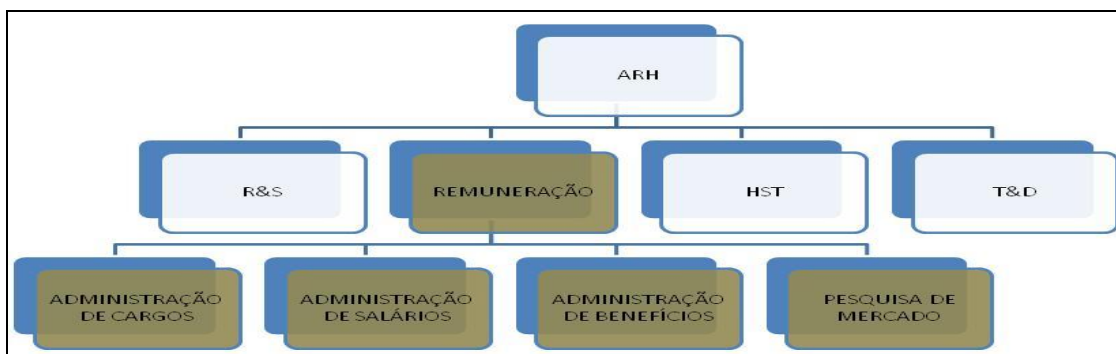 ARH
R&S
REMUNERAÇÃO
HST
T&D
ADMINISTRAÇÃO
DE CARGOS
ADMINISTRAÇÃO
DE SALÁRIOS
ADMINISTRAÇÃO
DE BENEFÍCIOS
PESQUISA DE
MERCADO